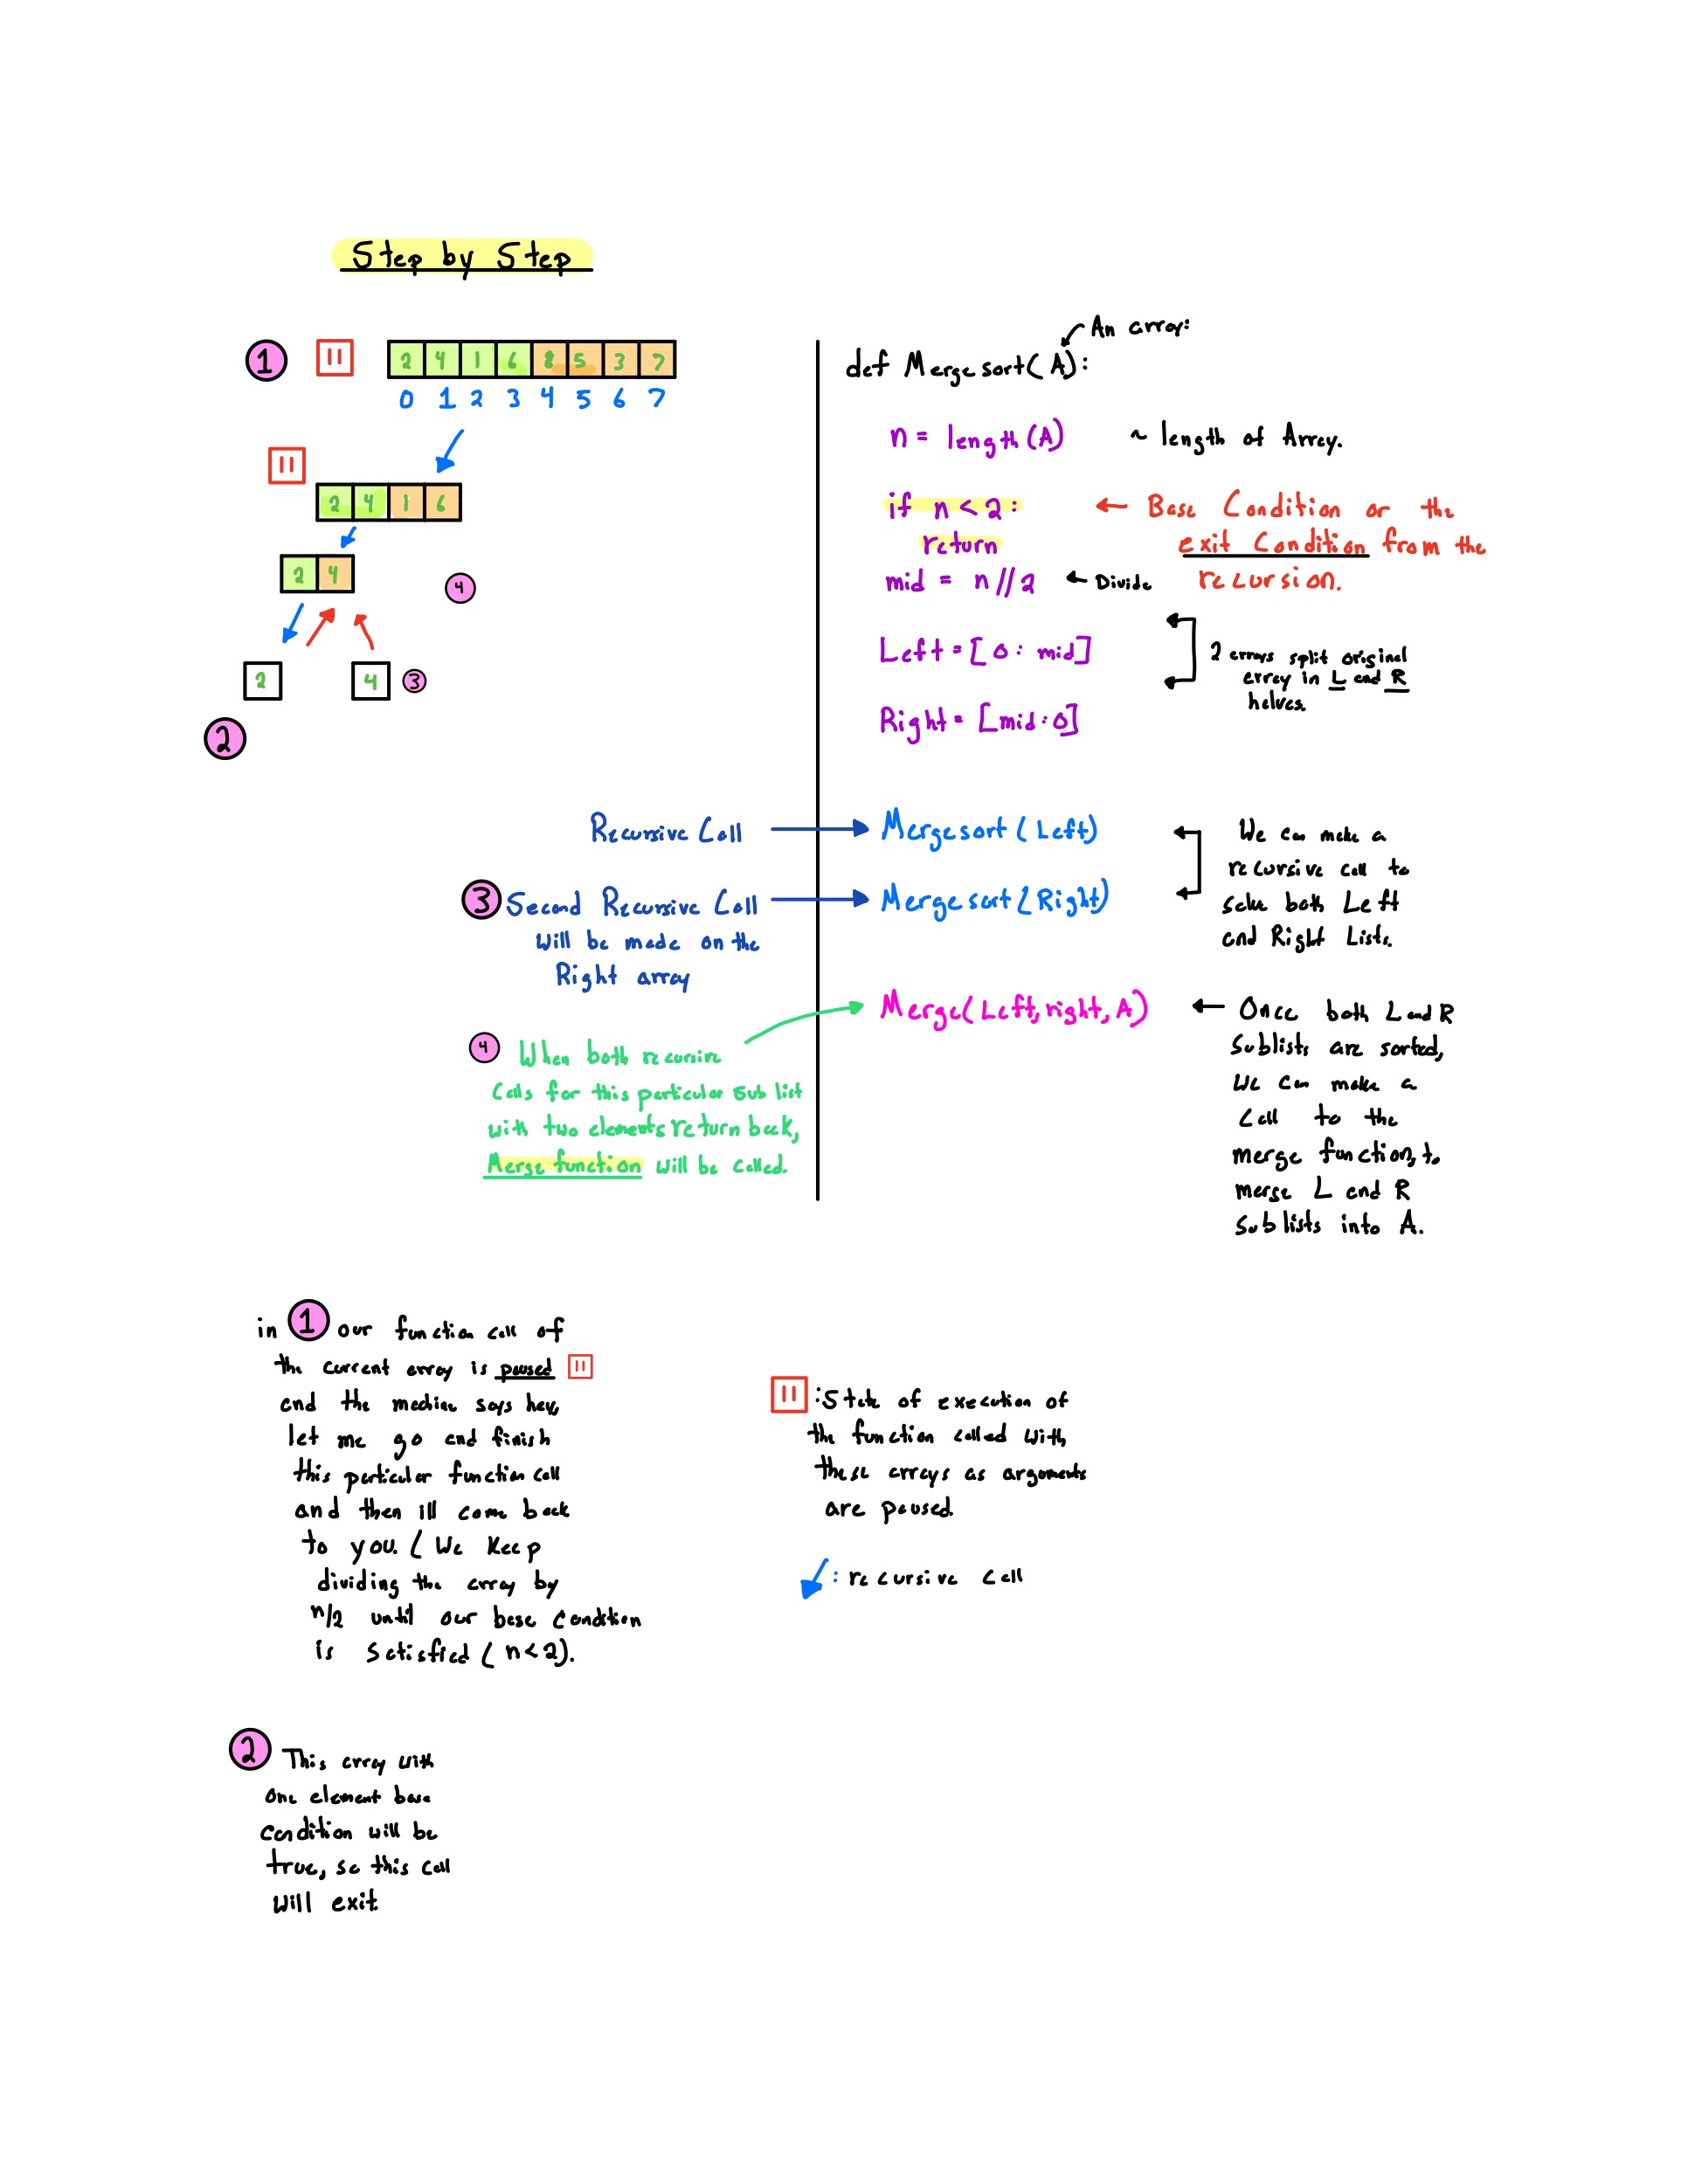 Step by Step
1 11 2 4 1 6 8 5 3 7
0 1 2 3 4 5 6 7
11
2 4 1 6
2 4
4
2 4 3
2
An array:
def Mergesort(A):
n = length(A) ~ length of Array.
if n < 2: ← Base Condition or the
return exit Condition from the
mid = n//2 ← Divide recursion.
Left = [0: mid]
2 arrays split original
array in L and R
halves.
Right = [mid:0]
Recursive Call → Mergesort(Left)
3 Second Recursive Call → Mergesort(Right)
will be made on the
Right array
We can make a
recursive call to
solve both Left
and Right Lists.
4 When both recursive
calls for this particular sub list
with two elements return back,
Merge function will be called.
Merge(Left, right, A) ← Once both L and R
Sublists are sorted,
we can make a
call to the
merge function, to
merge L and R
Sublists into A.
in 1 our function call of
the current array is paused 11
and the machine says hey,
let me go and finish
this particular function call
and then ill come back
to you. ( We Keep
dividing the array by
n/2 until our base condition
is Satisfied ( n<2).
11 : State of execution of
the function called with,
these arrays as arguments
are paused.
: recursive call
2 This array with
one element base
condition will be
true, so this call
will exit.